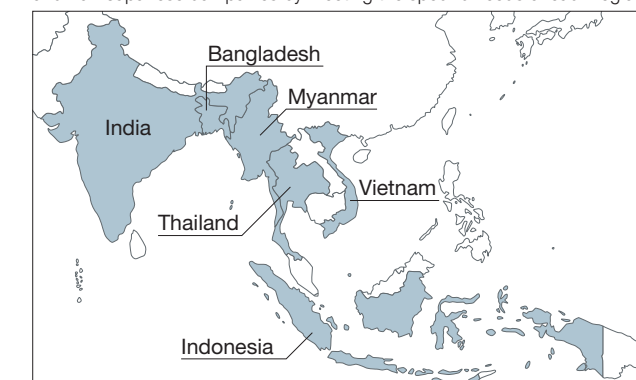 Bangladesh
Myanmar
India
Vietnam
Thailand
Indonesia